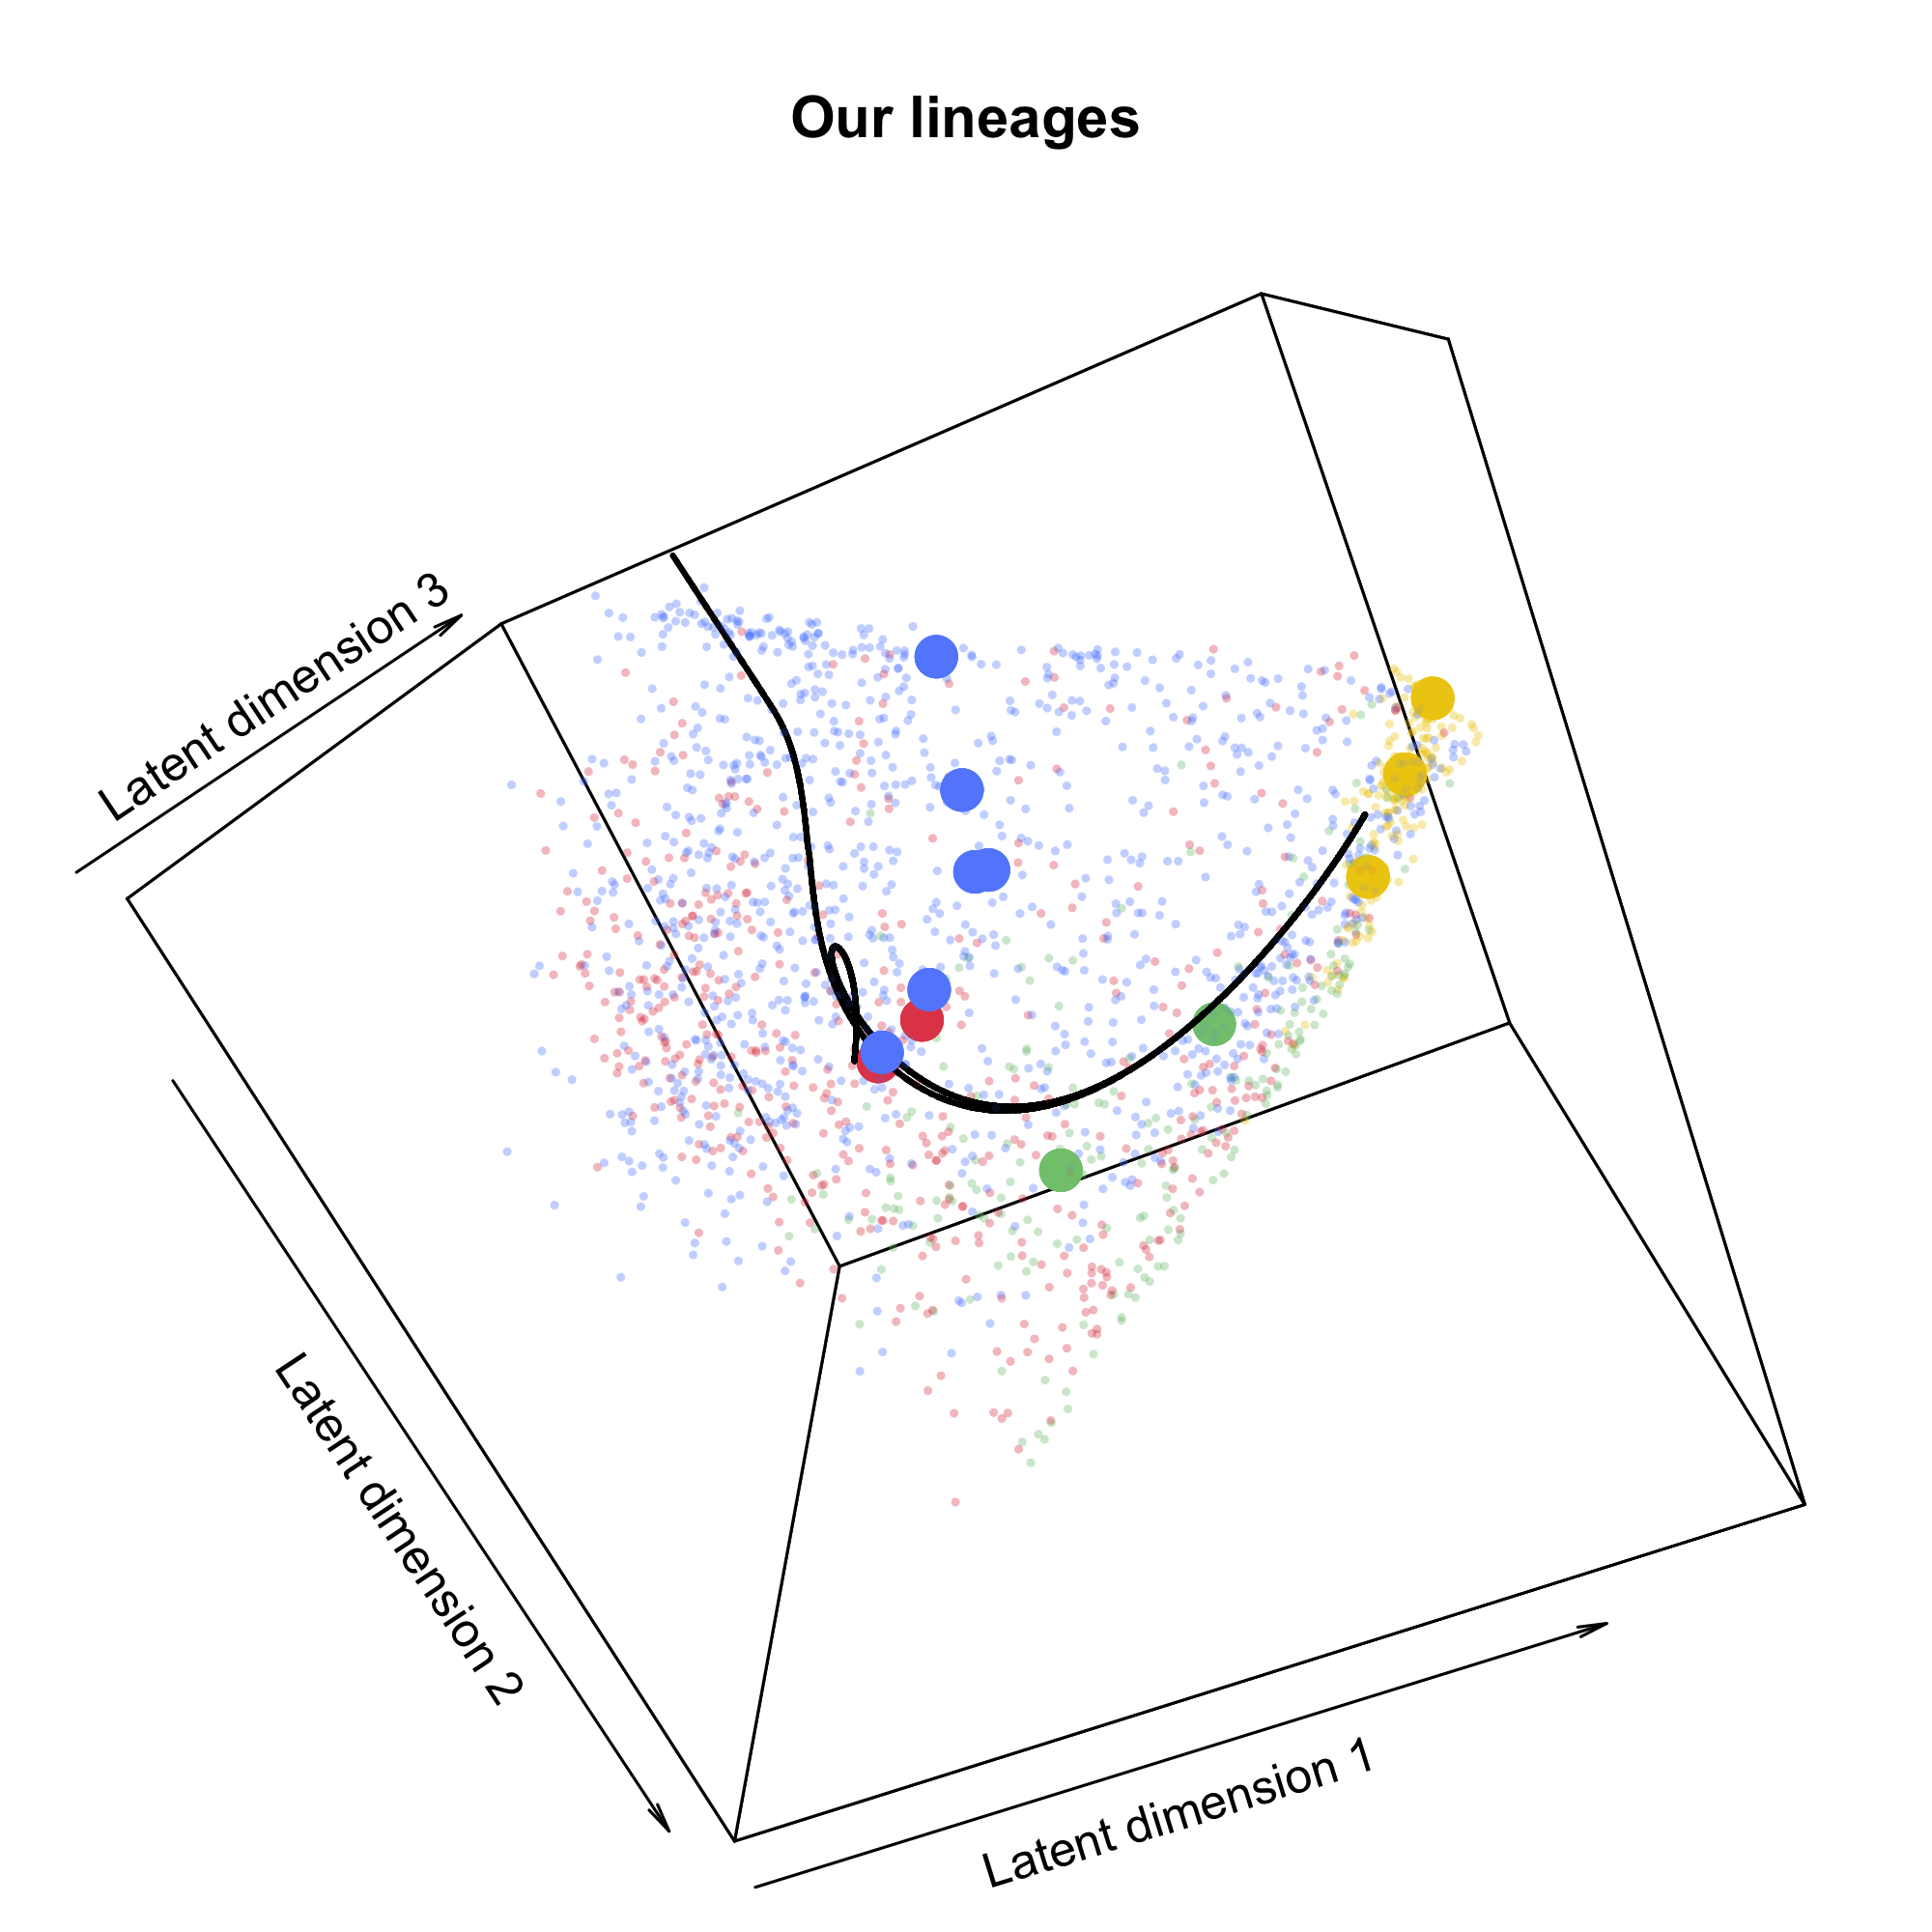 Our lineages
Latent dimension 3
Latent dimension 2
Latent dimension 1